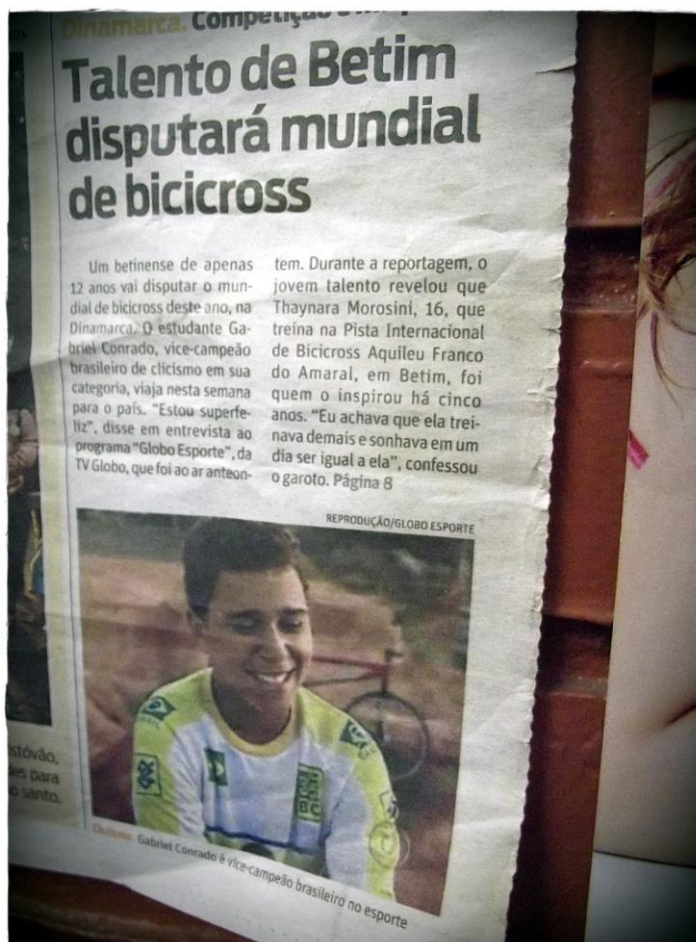 Dinamarca. Competição
Talento de Betim
disputará mundial
de bicicross
Um betinense de apenas
12 anos vai disputar o mun-
dial de bicicross deste ano, na
Dinamarca. O estudante Ga-
briel Conrado, vice-campeão
brasileiro de clicismo em sua
categoria, viaja nesta semana
para o país. “Estou superfe-
liz”, disse em entrevista ao
programa “Globo Esporte”, da
TV Globo, que foi ao ar anteon-
tem. Durante a reportagem, o
jovem talento revelou que
Thaynara Morosini, 16, que
treina na Pista Internacional
de Bicicross Aquileu Franco
do Amaral, em Betim, foi
quem o inspirou há cinco
anos. “Eu achava que ela trei-
nava demais e sonhava em um
dia ser igual a ela”, confessou
o garoto. Página 8
REPRODUÇÃO/GLOBO ESPORTE
BRASIL
BC
Ciclismo. Gabriel Conrado é vice-campeão brasileiro no esporte
stóvão,
des para
o santo.